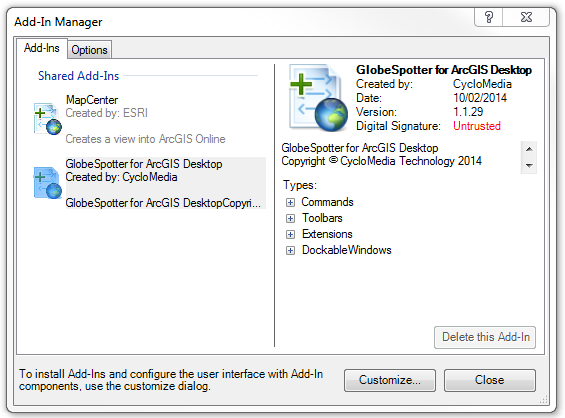 Add-In Manager
Add-Ins
Options
Shared Add-Ins
MapCenter
Created by: ESRI
Creates a view into ArcGIS Online
GlobeSpotter for ArcGIS Desktop
Created by: CycloMedia
GlobeSpotter for ArcGIS DesktopCopyri...
GlobeSpotter for ArcGIS Desktop
Created by: CycloMedia
Date: 10/02/2014
Version: 1.1.29
Digital Signature: Untrusted
GlobeSpotter for ArcGIS Desktop
Copyright © CycloMedia Technology 2014
Types:
Commands
Toolbars
Extensions
DockableWindows
Delete this Add-In
To install Add-Ins and configure the user interface with Add-In
components, use the customize dialog.
Customize...
Close